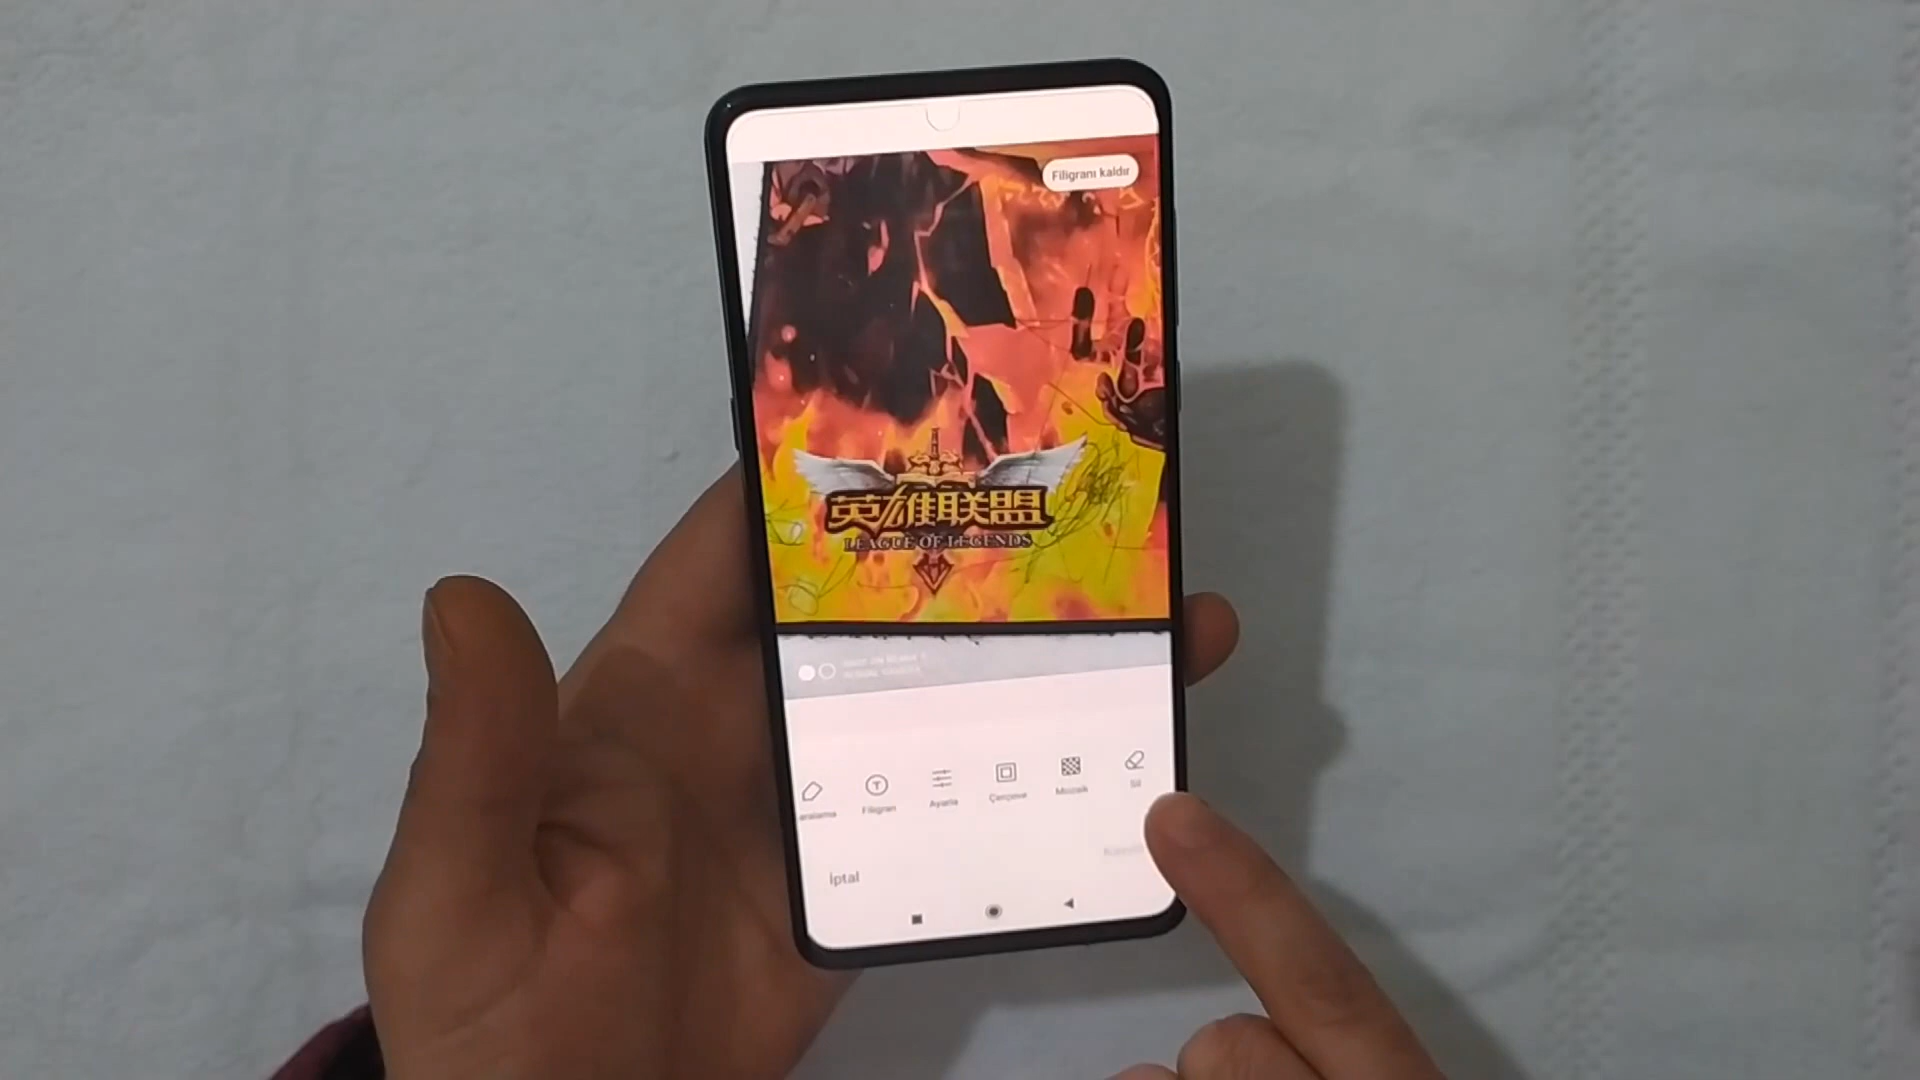 Filigranı kaldır
英雄联盟
LEAGUE OF LEGENDS
Filigran
Ayarla
Çerçeve
Mozaik
Sil
İptal